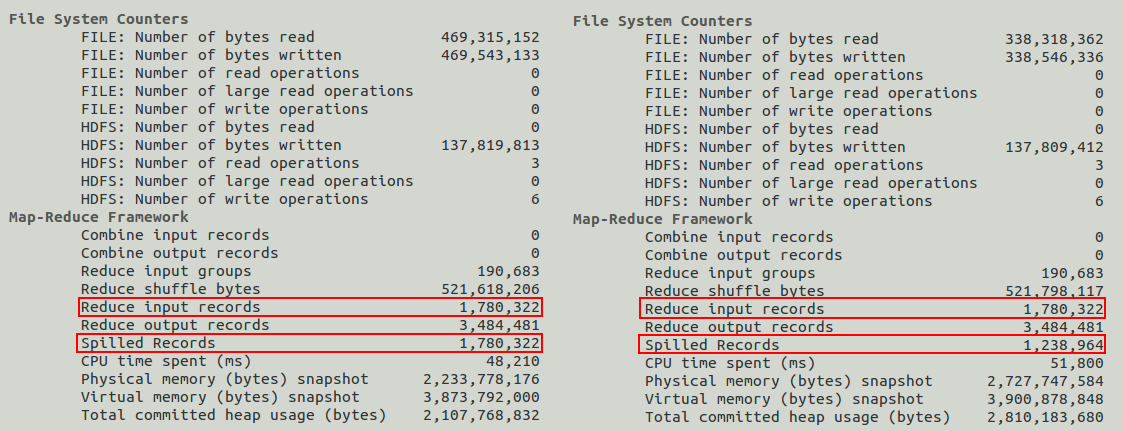 File System Counters
FILE: Number of bytes read 469,315,152
FILE: Number of bytes written 469,543,133
FILE: Number of read operations 0
FILE: Number of large read operations 0
FILE: Number of write operations 0
HDFS: Number of bytes read 0
HDFS: Number of bytes written 137,819,813
HDFS: Number of read operations 3
HDFS: Number of large read operations 0
HDFS: Number of write operations 6
Map-Reduce Framework
Combine input records 0
Combine output records 0
Reduce input groups 190,683
Reduce shuffle bytes 521,618,206
Reduce input records 1,780,322
Reduce output records 3,484,481
Spilled Records 1,780,322
CPU time spent (ms) 48,210
Physical memory (bytes) snapshot 2,233,778,176
Virtual memory (bytes) snapshot 3,873,792,000
Total committed heap usage (bytes) 2,107,768,832
File System Counters
FILE: Number of bytes read 338,318,362
FILE: Number of bytes written 338,546,336
FILE: Number of read operations 0
FILE: Number of large read operations 0
FILE: Number of write operations 0
HDFS: Number of bytes read 0
HDFS: Number of bytes written 137,809,412
HDFS: Number of read operations 3
HDFS: Number of large read operations 0
HDFS: Number of write operations 6
Map-Reduce Framework
Combine input records 0
Combine output records 0
Reduce input groups 190,683
Reduce shuffle bytes 521,798,117
Reduce input records 1,780,322
Reduce output records 3,484,481
Spilled Records 1,238,964
CPU time spent (ms) 51,800
Physical memory (bytes) snapshot 2,727,747,584
Virtual memory (bytes) snapshot 3,900,878,848
Total committed heap usage (bytes) 2,810,183,680